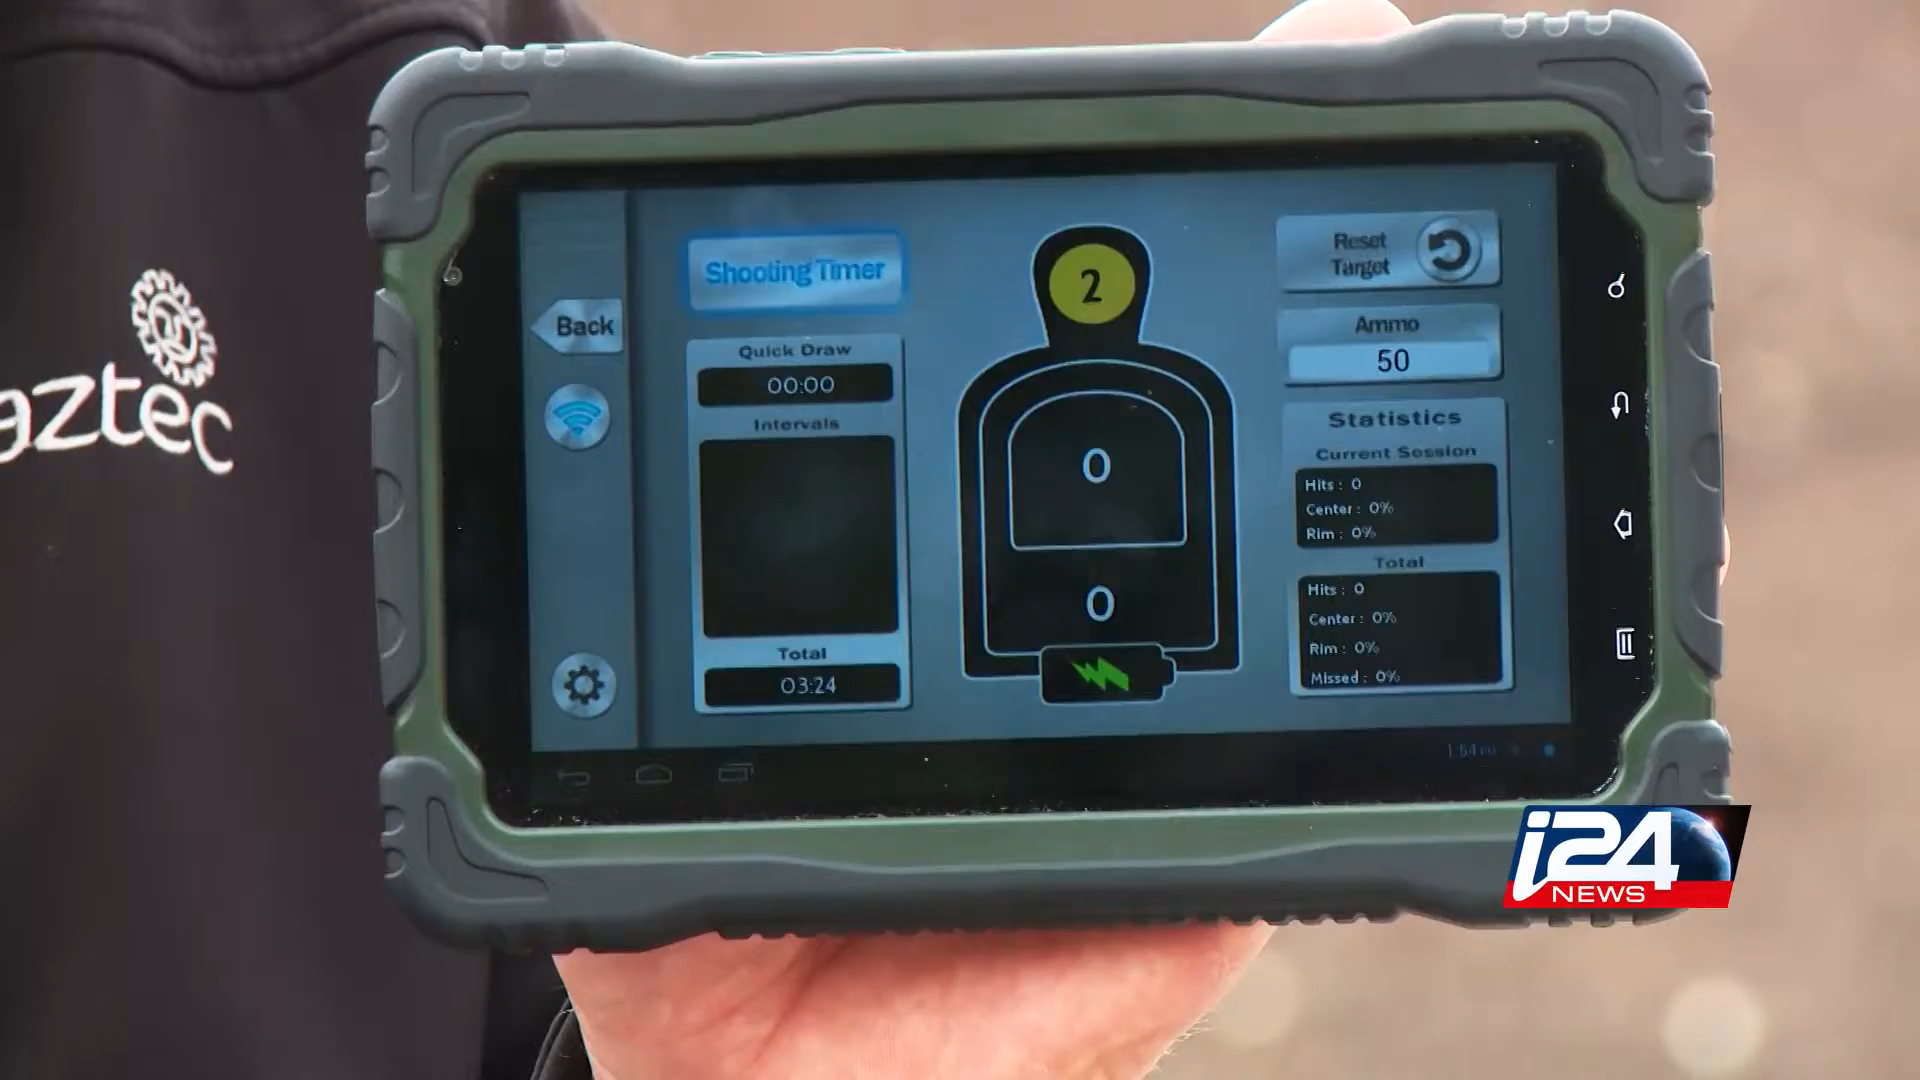 aztec
Back
Shooting Timer
Quick Draw
00:00
Intervals
Total
03:24
2
0
0
Reset
Target
Ammo
50
Statistics
Current Session
Hits : 0
Center : 0%
Rim : 0%
Total
Hits : 0
Center : 0%
Rim : 0%
Missed : 0%
i24
NEWS